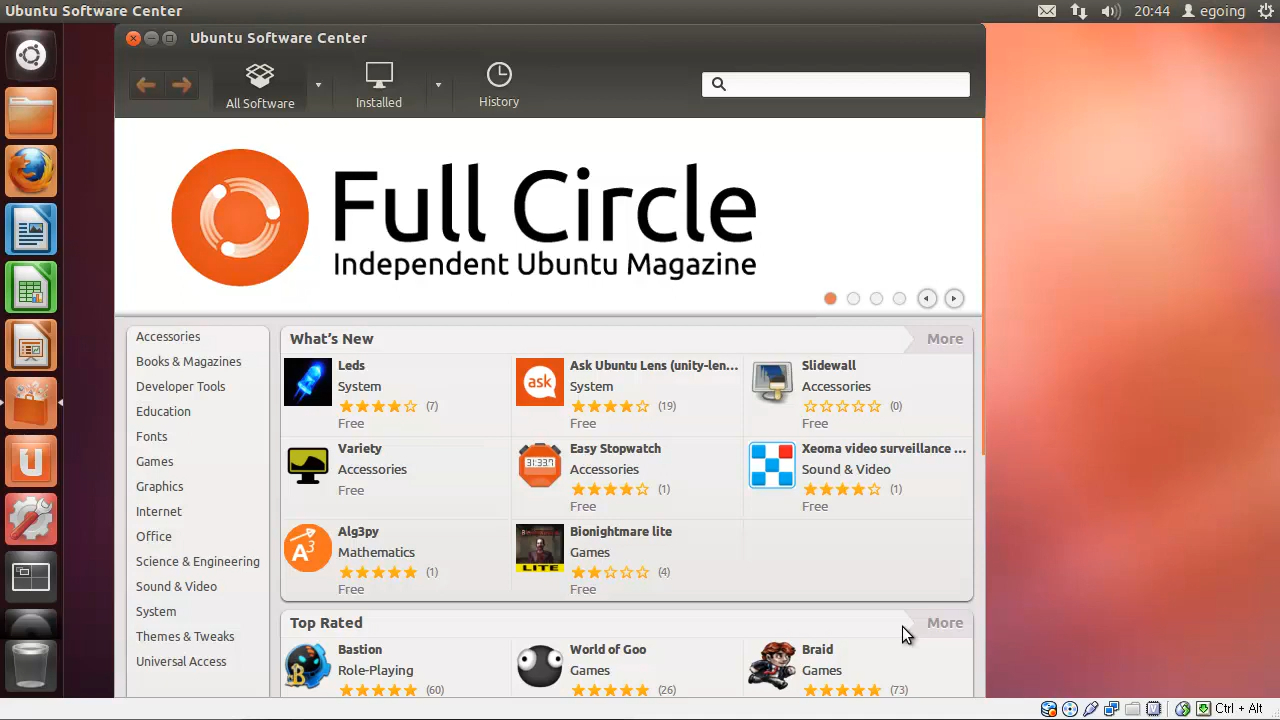 Ubuntu Software Center
20:44 egoing
Ubuntu Software Center
All Software
Installed
History
Full Circle
Independent Ubuntu Magazine
Accessories
Books & Magazines
Developer Tools
Education
Fonts
Games
Graphics
Internet
Office
Science & Engineering
Sound & Video
System
Themes & Tweaks
Universal Access
What's New
More
Leds
System
(7)
Free
Ask Ubuntu Lens (unity-len...
System
(19)
Free
Slidewall
Accessories
(0)
Free
Variety
Accessories
Free
Easy Stopwatch
Accessories
(1)
Free
Xeoma video surveillance ...
Sound & Video
(1)
Free
Alg3py
Mathematics
(1)
Free
Bionightmare lite
Games
(4)
Free
Top Rated
More
Bastion
Role-Playing
(60)
World of Goo
Games
(26)
Braid
Games
(73)
ask
31:337
A3
LITE
U
B
Ctrl + Alt